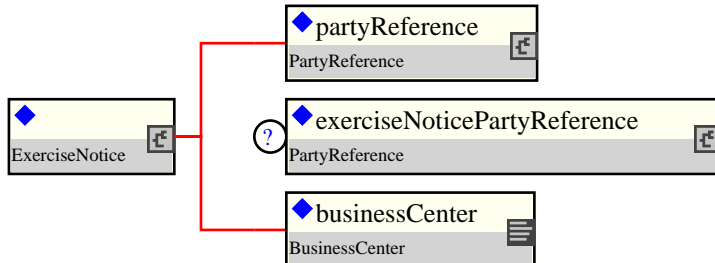 partyReference
PartyReference
ExerciseNotice
?
exerciseNoticePartyReference
PartyReference
businessCenter
BusinessCenter